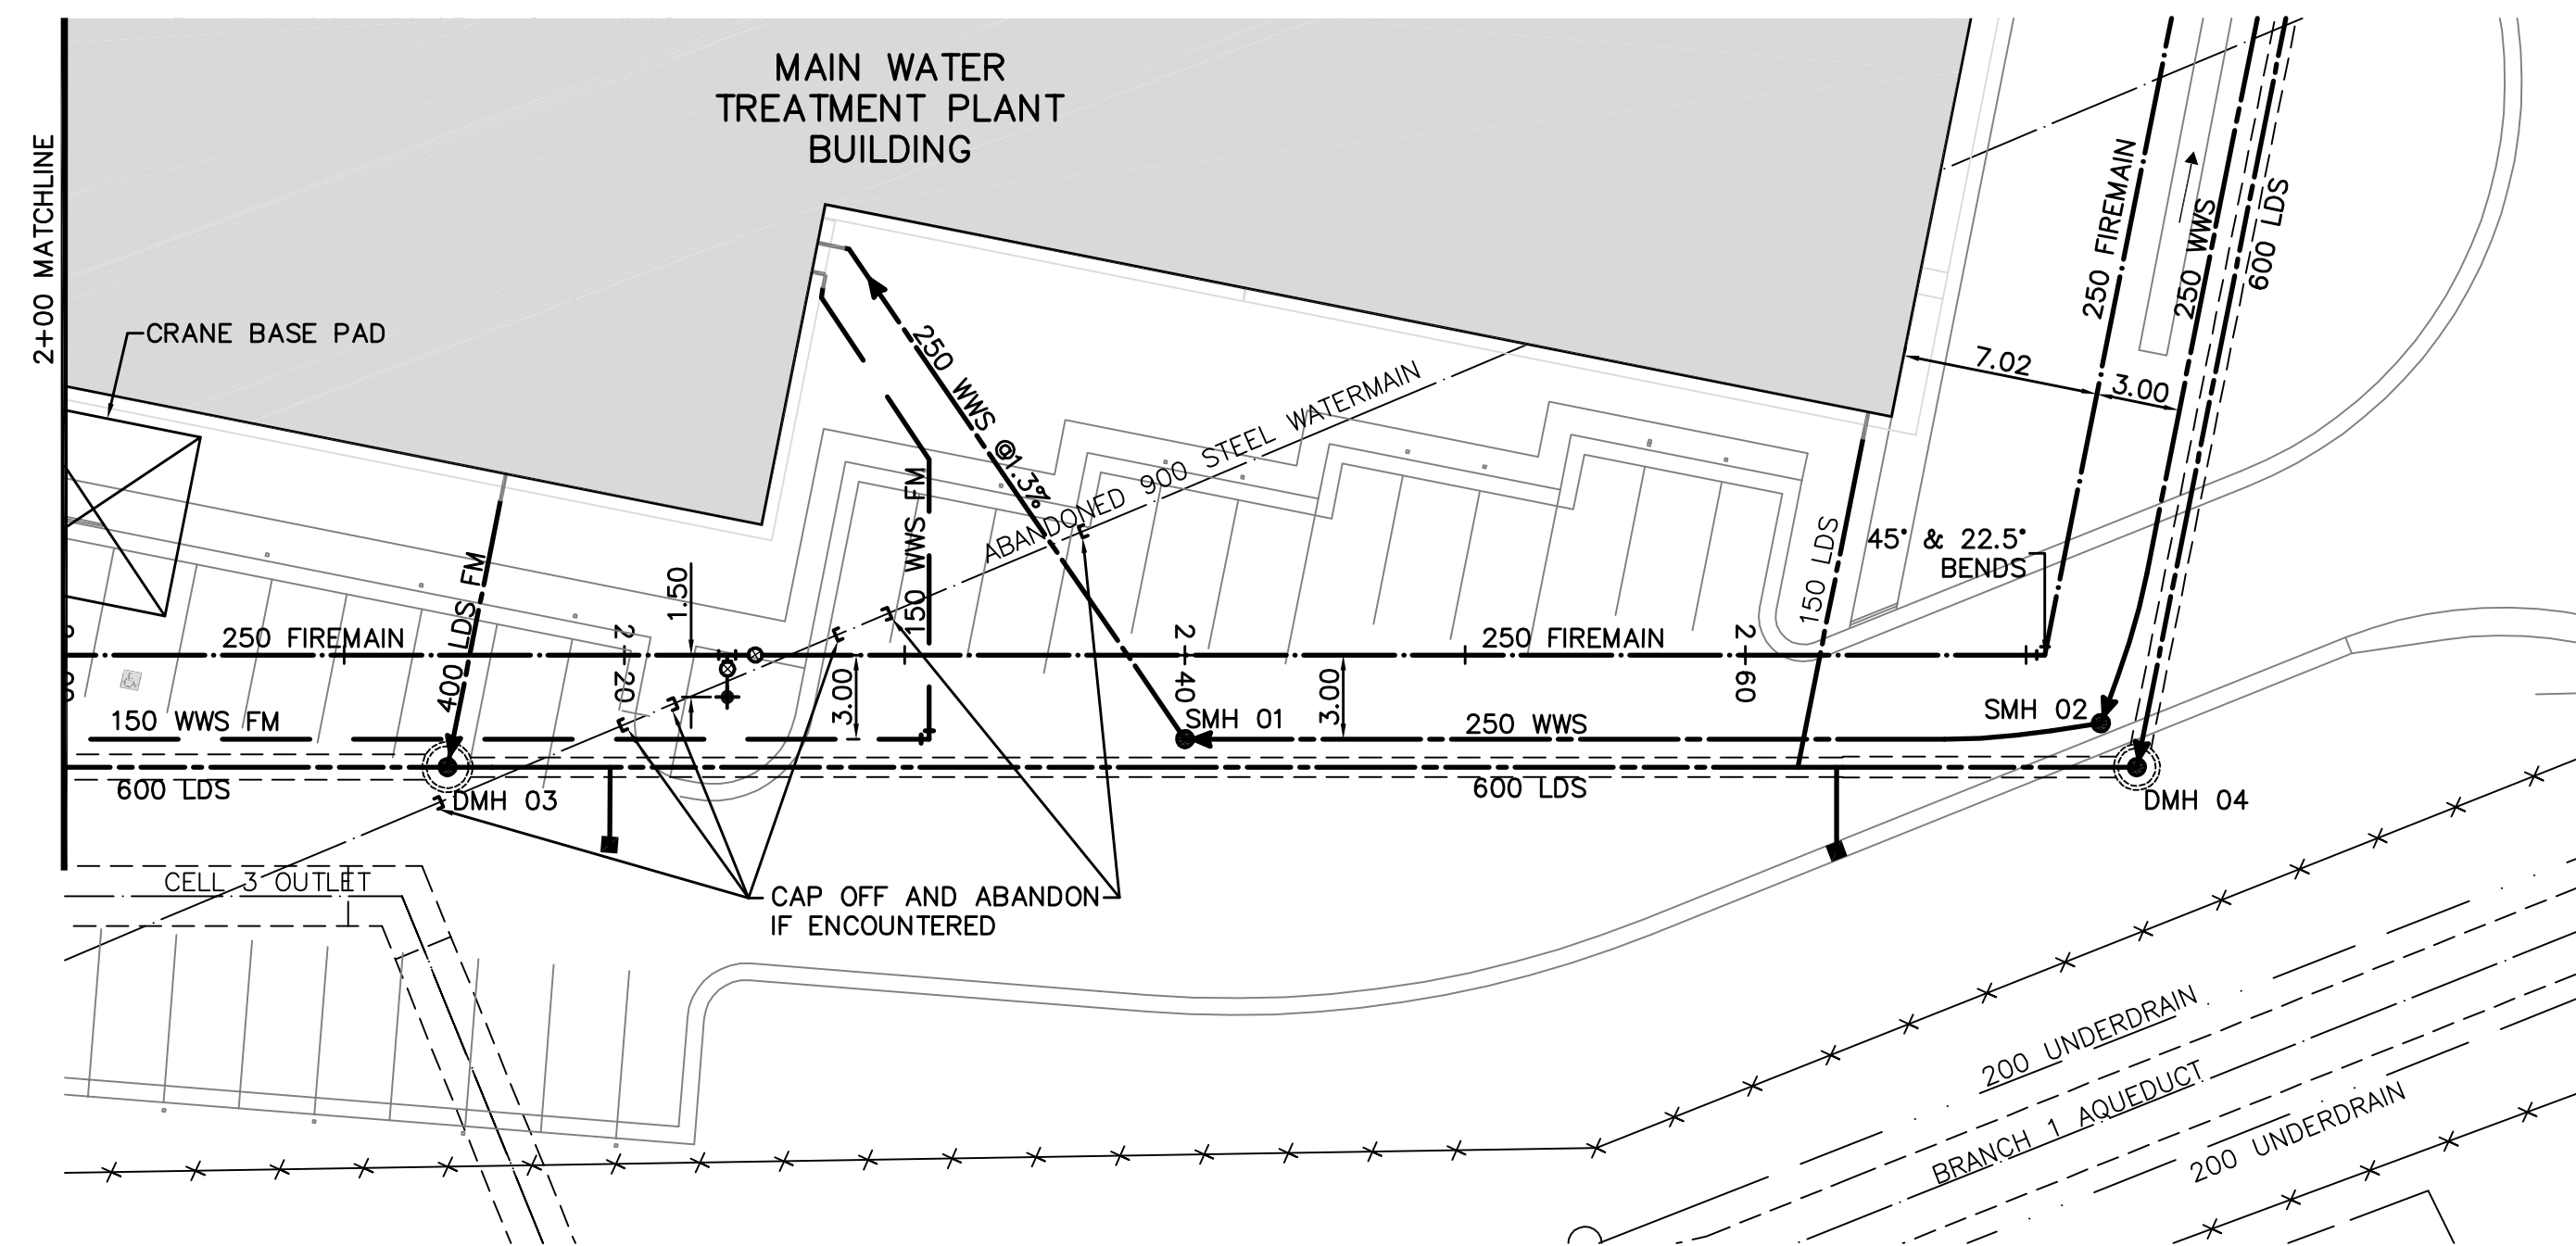 MAIN WATER
TREATMENT PLANT
BUILDING
2+00 MATCHLINE
CRANE BASE PAD
250 WWS @1.3%
ABANDONED 900 STEEL WATERMAIN
250 FIREMAIN
250 WWS
600 LDS
7.02
3.00
400 LDS FM
150 WWS FM
150 LDS
45° & 22.5°
BENDS
1.50
250 FIREMAIN
2
20
2
40
250 FIREMAIN
2
60
3.00
3.00
150 WWS FM
SMH 01
250 WWS
SMH 02
600 LDS
DMH 03
600 LDS
DMH 04
CELL 3 OUTLET
CAP OFF AND ABANDON
IF ENCOUNTERED
200 UNDERDRAIN
BRANCH 1 AQUEDUCT
200 UNDERDRAIN